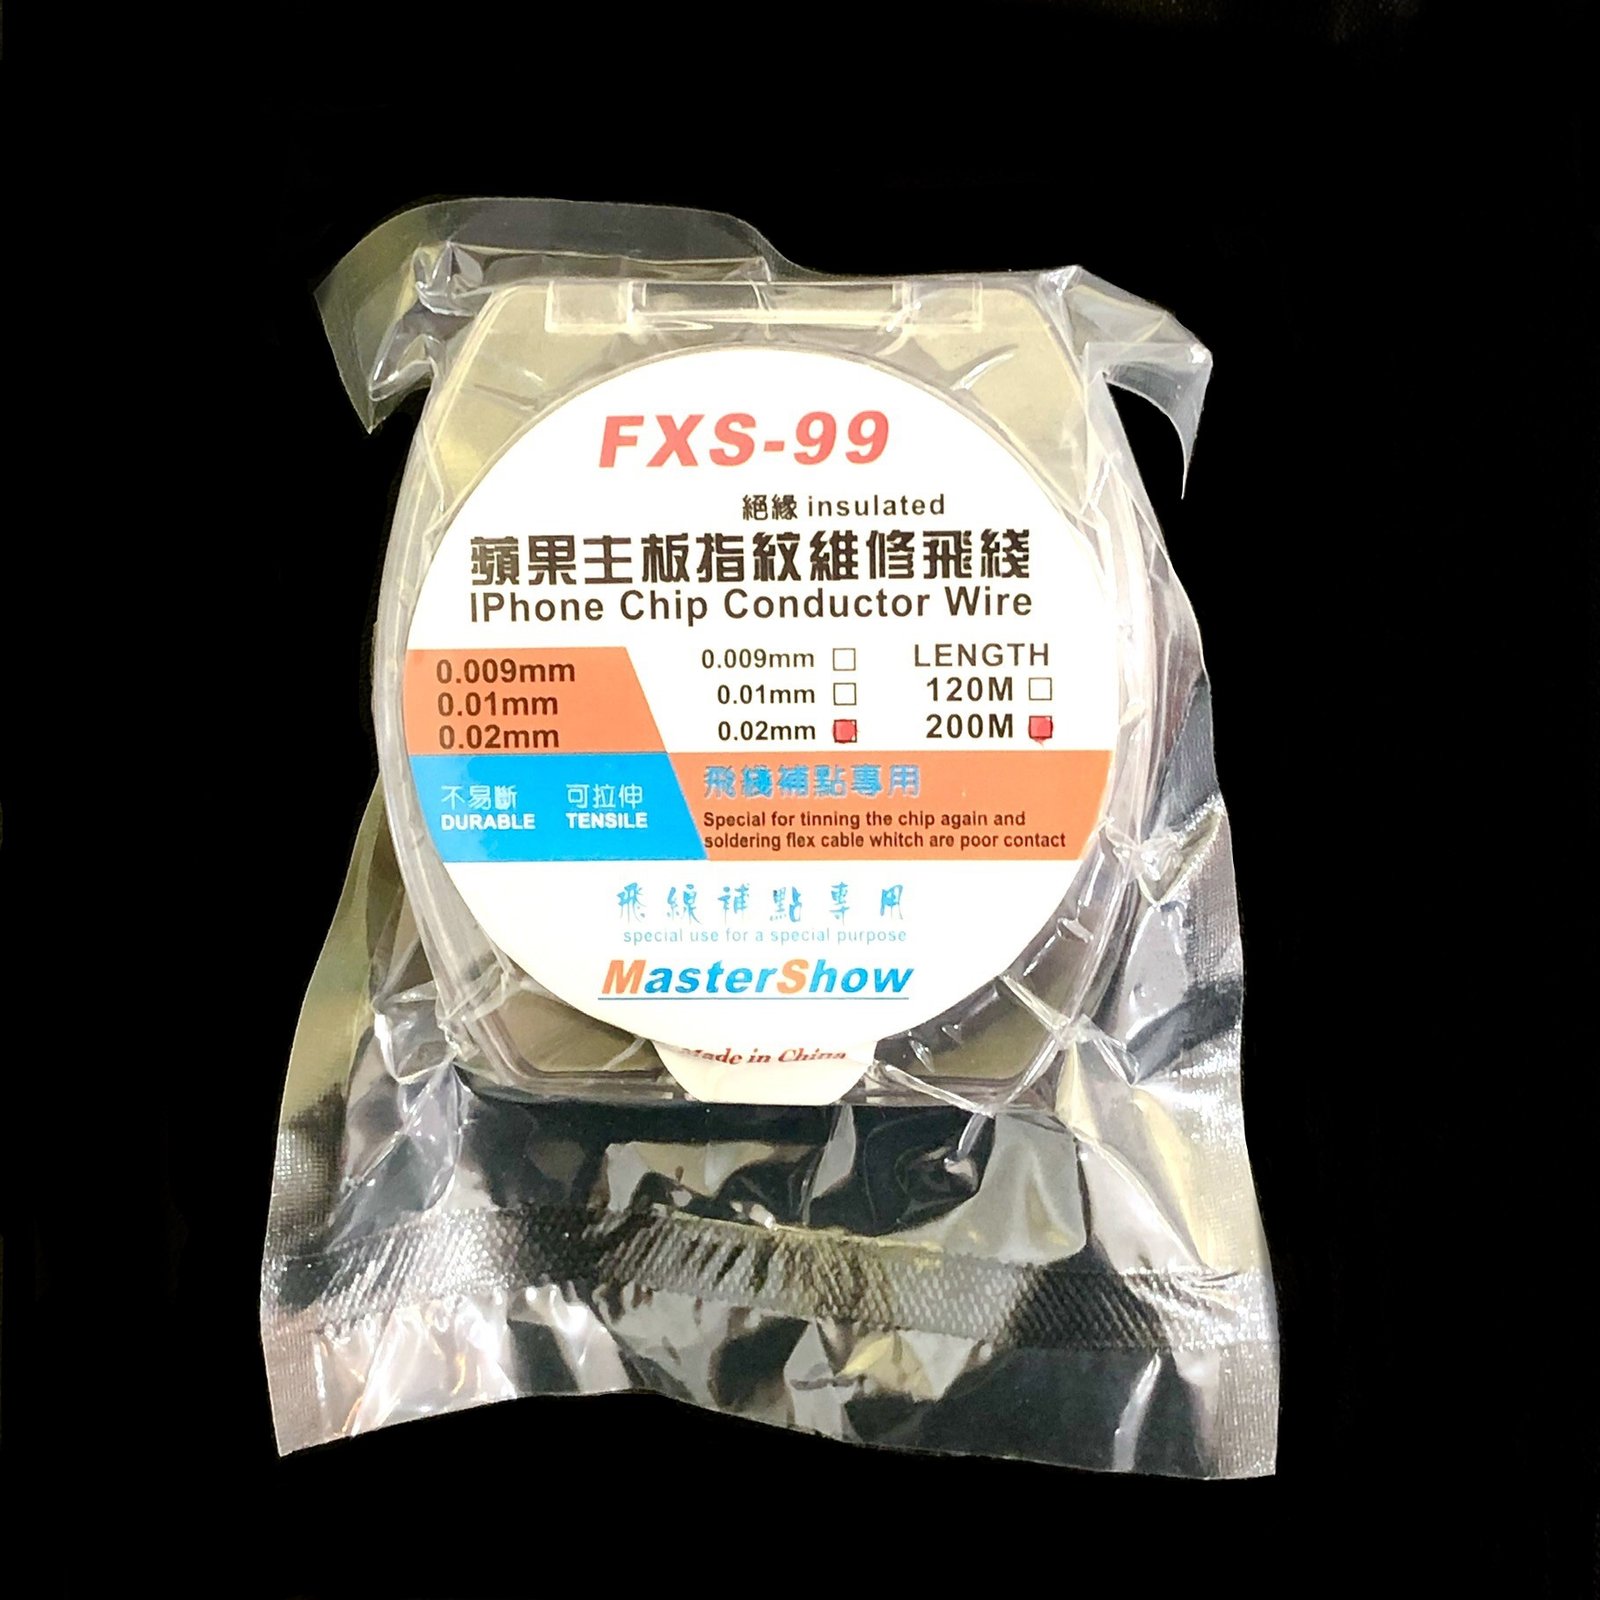 FXS-99
絕緣 insulated
蘋果主板指紋維修飛綫
IPhone Chip Conductor Wire
0.009mm
0.01mm
0.02mm
0.009mm
0.01mm
0.02mm
LENGTH
120M
200M
不易斷 可拉伸
DURABLE TENSILE
飛綫補點專用
Special for tinning the chip again and
soldering flex cable whitch are poor contact
飛線補點專用
special use for a special purpose
MasterShow
Made in China